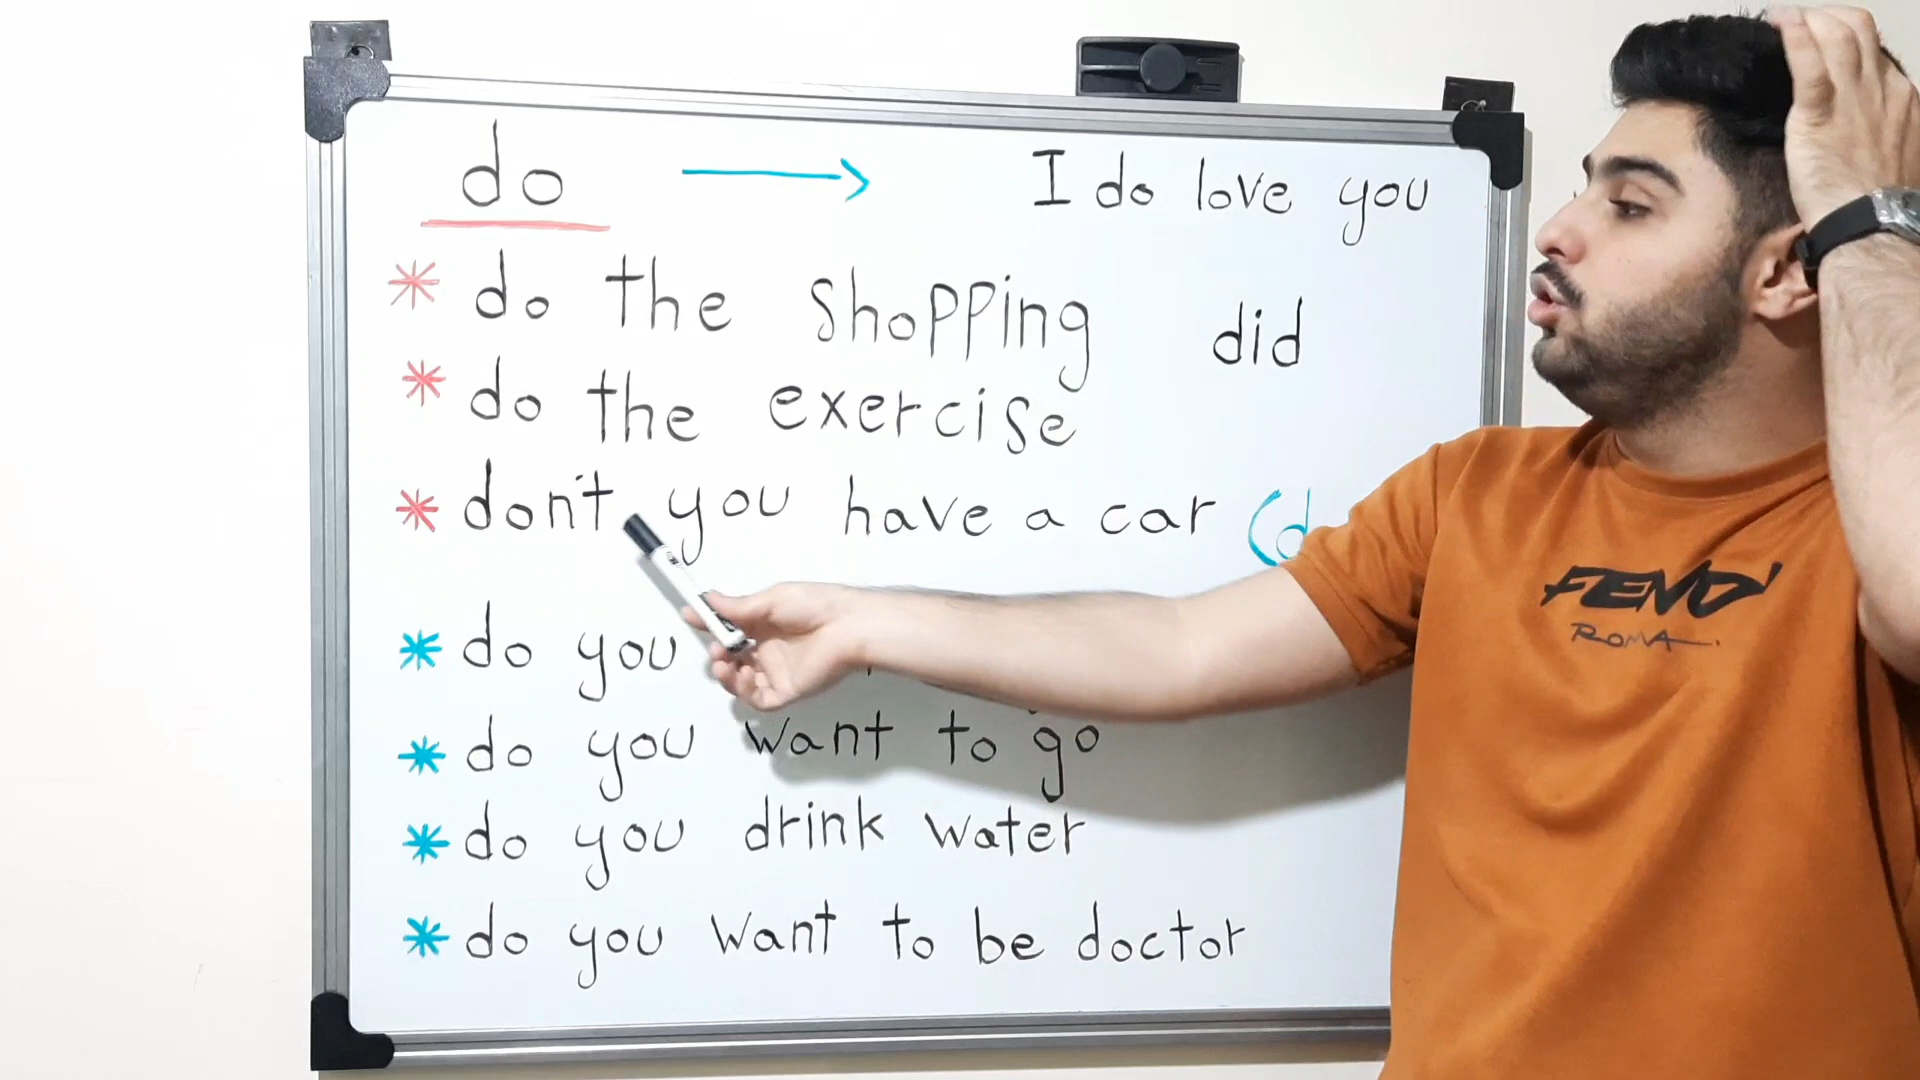 do → I do love you
* do the shopping did
* do the exercise
* don't you have a car (d
* do you
* do you want to go
* do you drink water
* do you want to be doctor
FENDI
ROMA